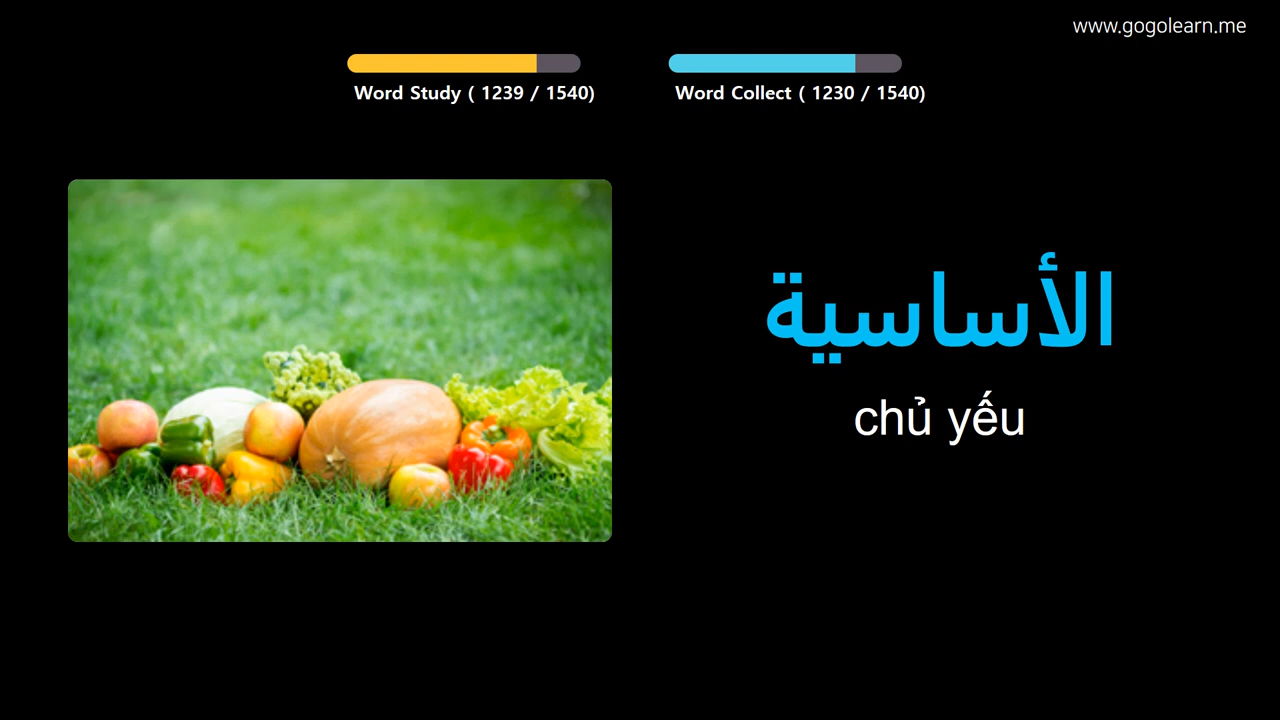 www.gogolearn.me
Word Study ( 1239 / 1540)
Word Collect ( 1230 / 1540)
الأساسية
chủ yếu